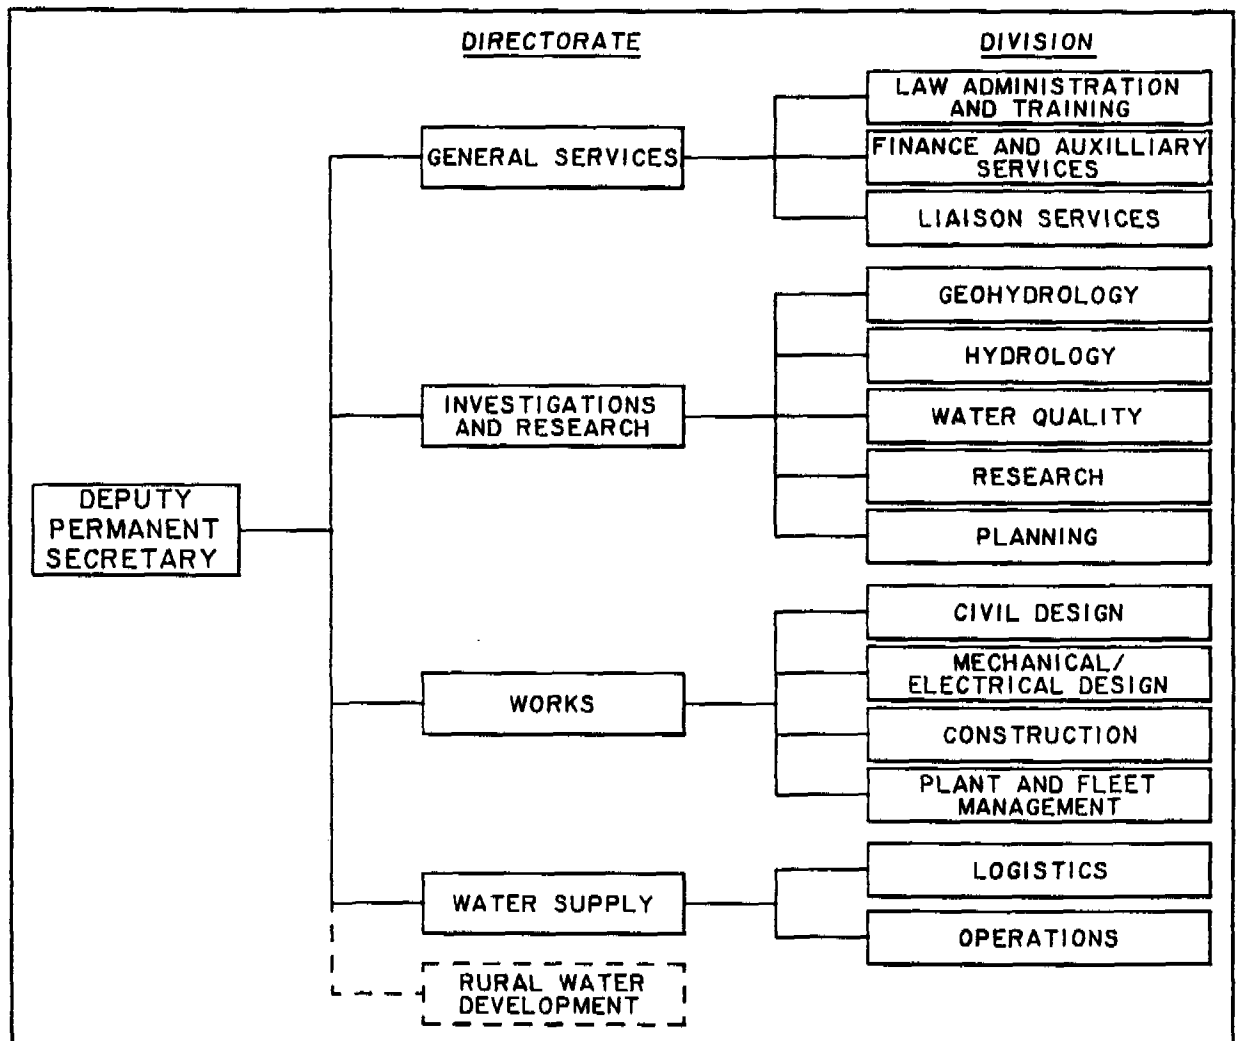 DIRECTORATE
DIVISION
LAW ADMINISTRATION
AND TRAINING
GENERAL SERVICES
FINANCE AND AUXILLIARY
SERVICES
LIAISON SERVICES
GEOHYDROLOGY
HYDROLOGY
INVESTIGATIONS
AND RESEARCH
WATER QUALITY
RESEARCH
PLANNING
DEPUTY
PERMANENT
SECRETARY
CIVIL DESIGN
MECHANICAL/
ELECTRICAL DESIGN
WORKS
CONSTRUCTION
PLANT AND FLEET
MANAGEMENT
LOGISTICS
WATER SUPPLY
OPERATIONS
RURAL WATER
DEVELOPMENT